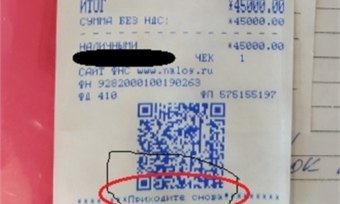 ИТОГ ¥45000.00
СУММА БЕЗ НДС: ¥45000.00
НАЛИЧНЫМИ ¥45000.00
ЧЕК 1
САЙТ ФНС www.nalog.ru
ФН 9282000100190263
ФД 410 ФП 575155197
*Приходите снова*